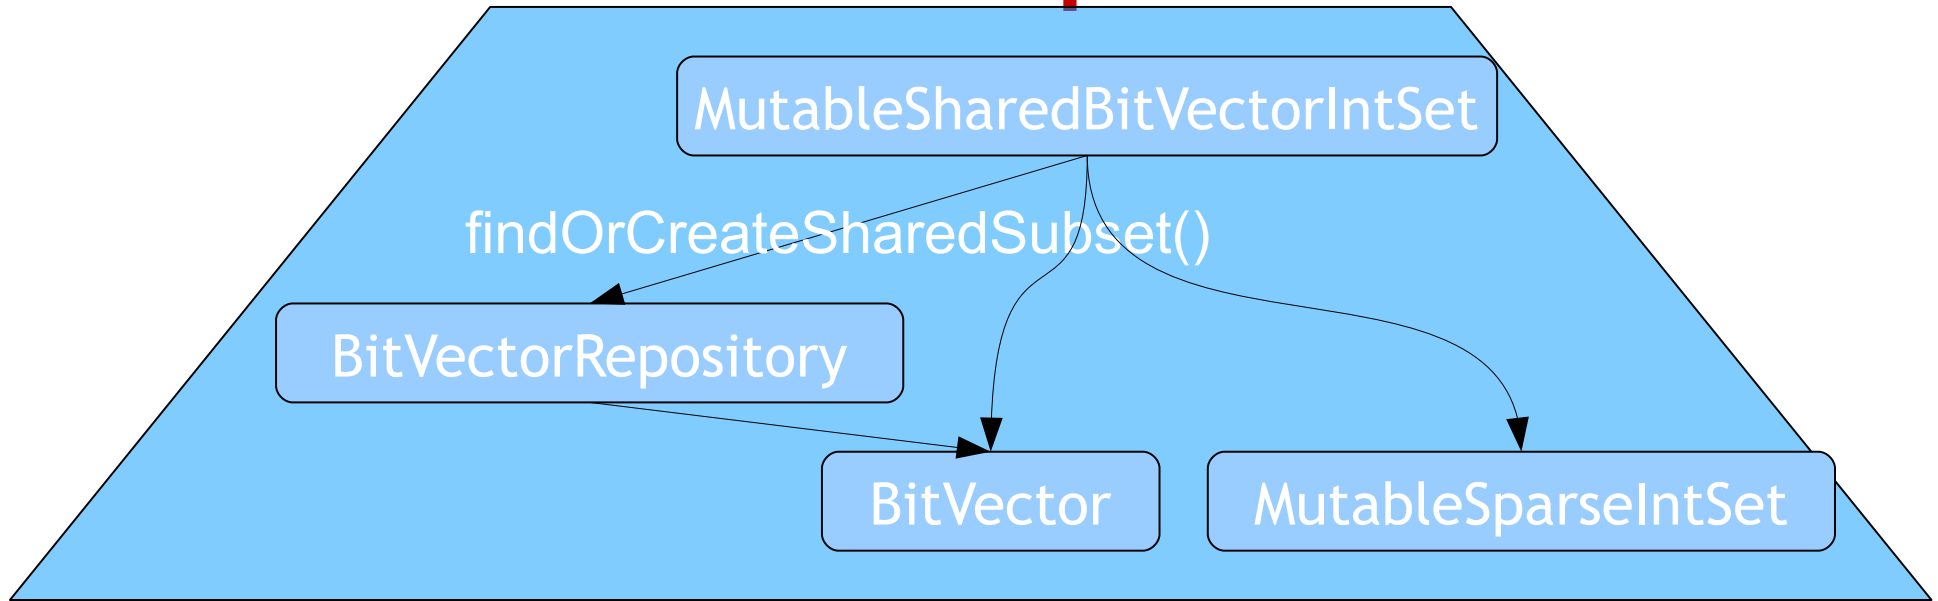 MutableSharedBitVectorIntSet
findOrCreateSharedSubset()
BitVectorRepository
BitVector
MutableSparseIntSet